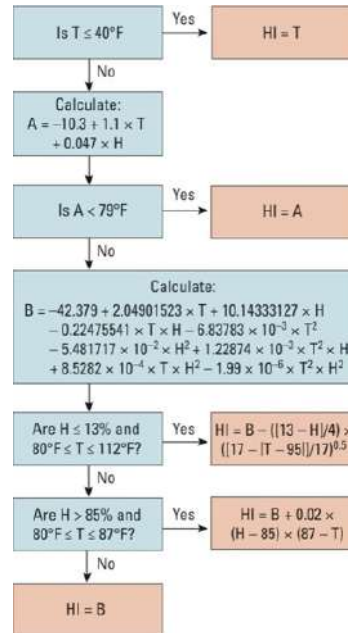 Is T ≤ 40°F
Yes
HI = T
No
Calculate:
A = −10.3 + 1.1 × T
+ 0.047 × H
Is A < 79°F
Yes
HI = A
No
Calculate:
B = −42.379 + 2.04901523 × T + 10.14333127 × H
− 0.22475541 × T × H − 6.83783 × 10⁻³ × T²
− 5.481717 × 10⁻² × H² + 1.22874 × 10⁻³ × T² × H
+ 8.5282 × 10⁻⁴ × T × H² − 1.99 × 10⁻⁶ × T² × H²
Are H ≤ 13% and
80°F ≤ T ≤ 112°F?
Yes
HI = B − ([13 − H]/4) ×
([17 − |T − 95|]/17)^0.5
No
Are H > 85% and
80°F ≤ T ≤ 87°F?
Yes
HI = B + 0.02 ×
(H − 85) × (87 − T)
No
HI = B